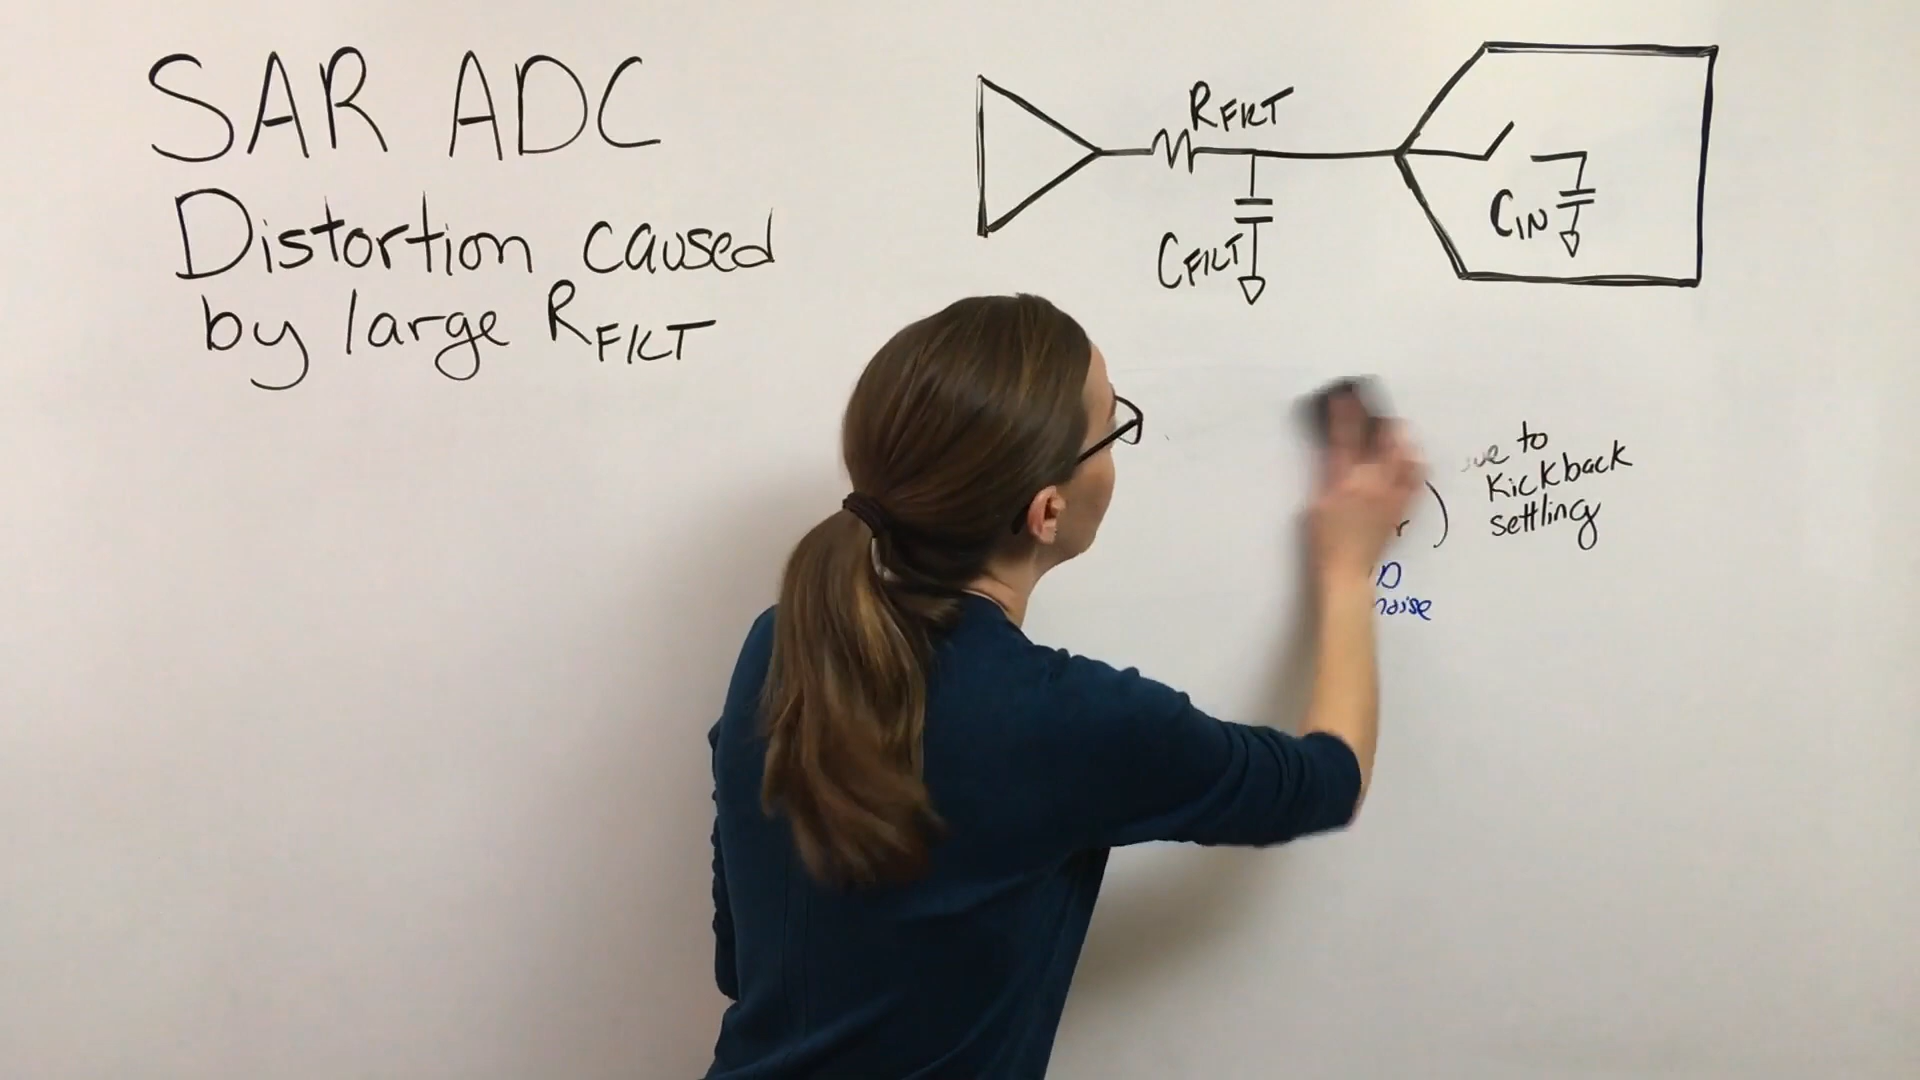 SAR ADC
Distortion caused
by large RFILT
RFILT
CFILT
CIN
to
Kickback
settling
r )
D
noise